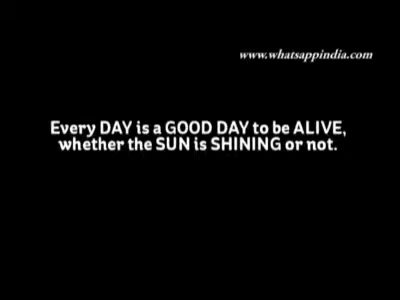 www.whatsappindia.com
Every DAY is a GOOD DAY to be ALIVE,
whether the SUN is SHINING or not.